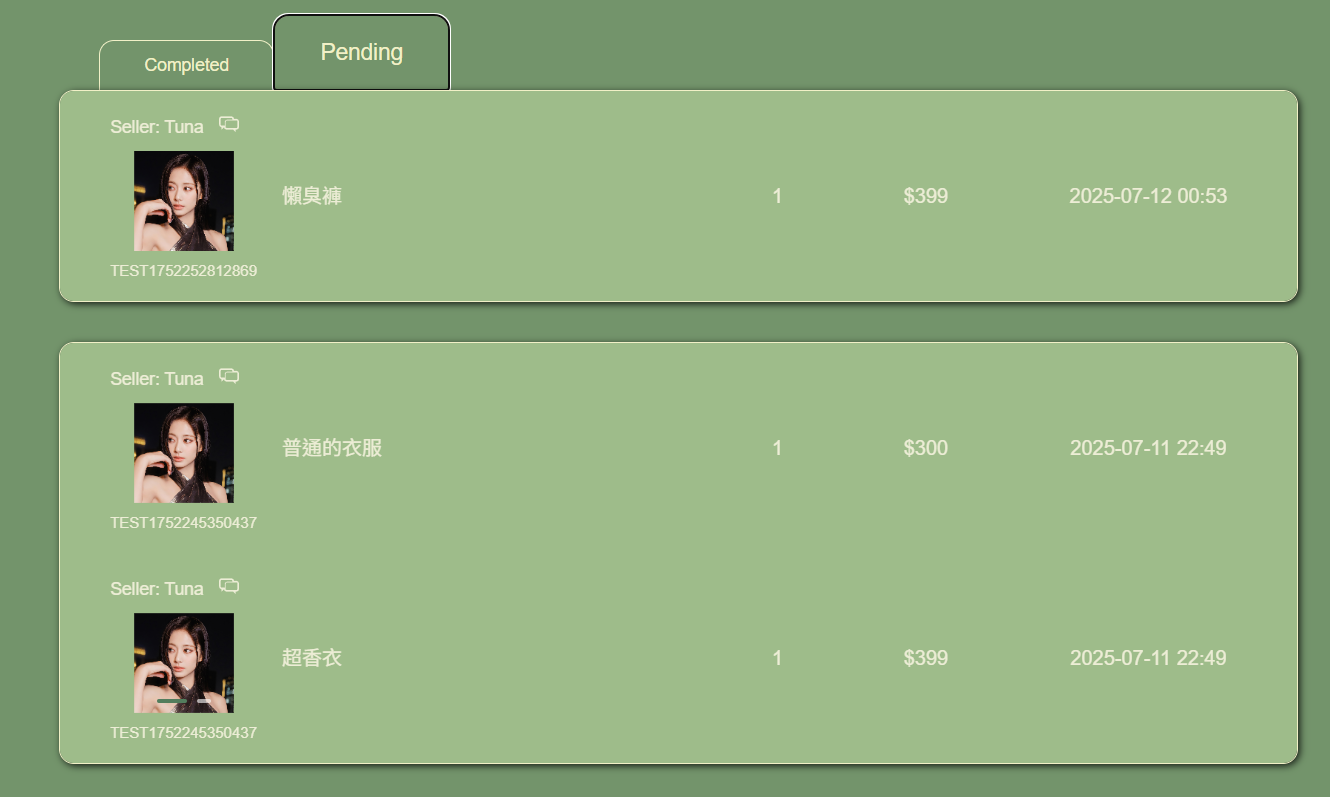 Completed
Pending
Seller: Tuna
懶臭褲
1
$399
2025-07-12 00:53
TEST1752252812869
Seller: Tuna
普通的衣服
1
$300
2025-07-11 22:49
TEST1752245350437
Seller: Tuna
超香衣
1
$399
2025-07-11 22:49
TEST1752245350437